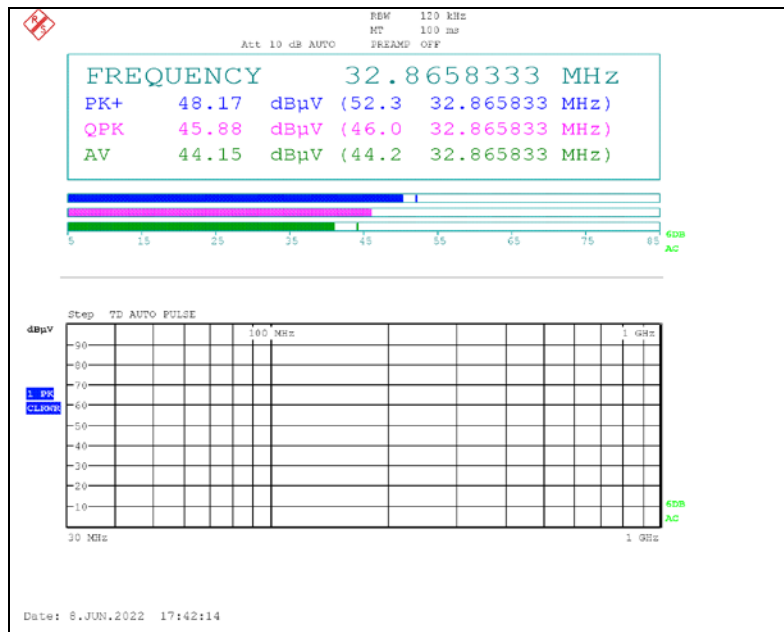 R S
RBW 120 kHz
MT 100 ms
Att 10 dB AUTO PREAMP OFF
FREQUENCY 32.8658333 MHz
PK+ 48.17 dBµV (52.3 32.865833 MHz)
QPK 45.88 dBµV (46.0 32.865833 MHz)
AV 44.15 dBµV (44.2 32.865833 MHz)
5 15 25 35 45 55 65 75 85
6DB
AC
Step 7D AUTO PULSE
dBµV
100 MHz 1 GHz
90
80
70
1 PK
CLRWR
60
50
40
30
20
10
6DB
AC
30 MHz 1 GHz
Date: 8.JUN.2022 17:42:14